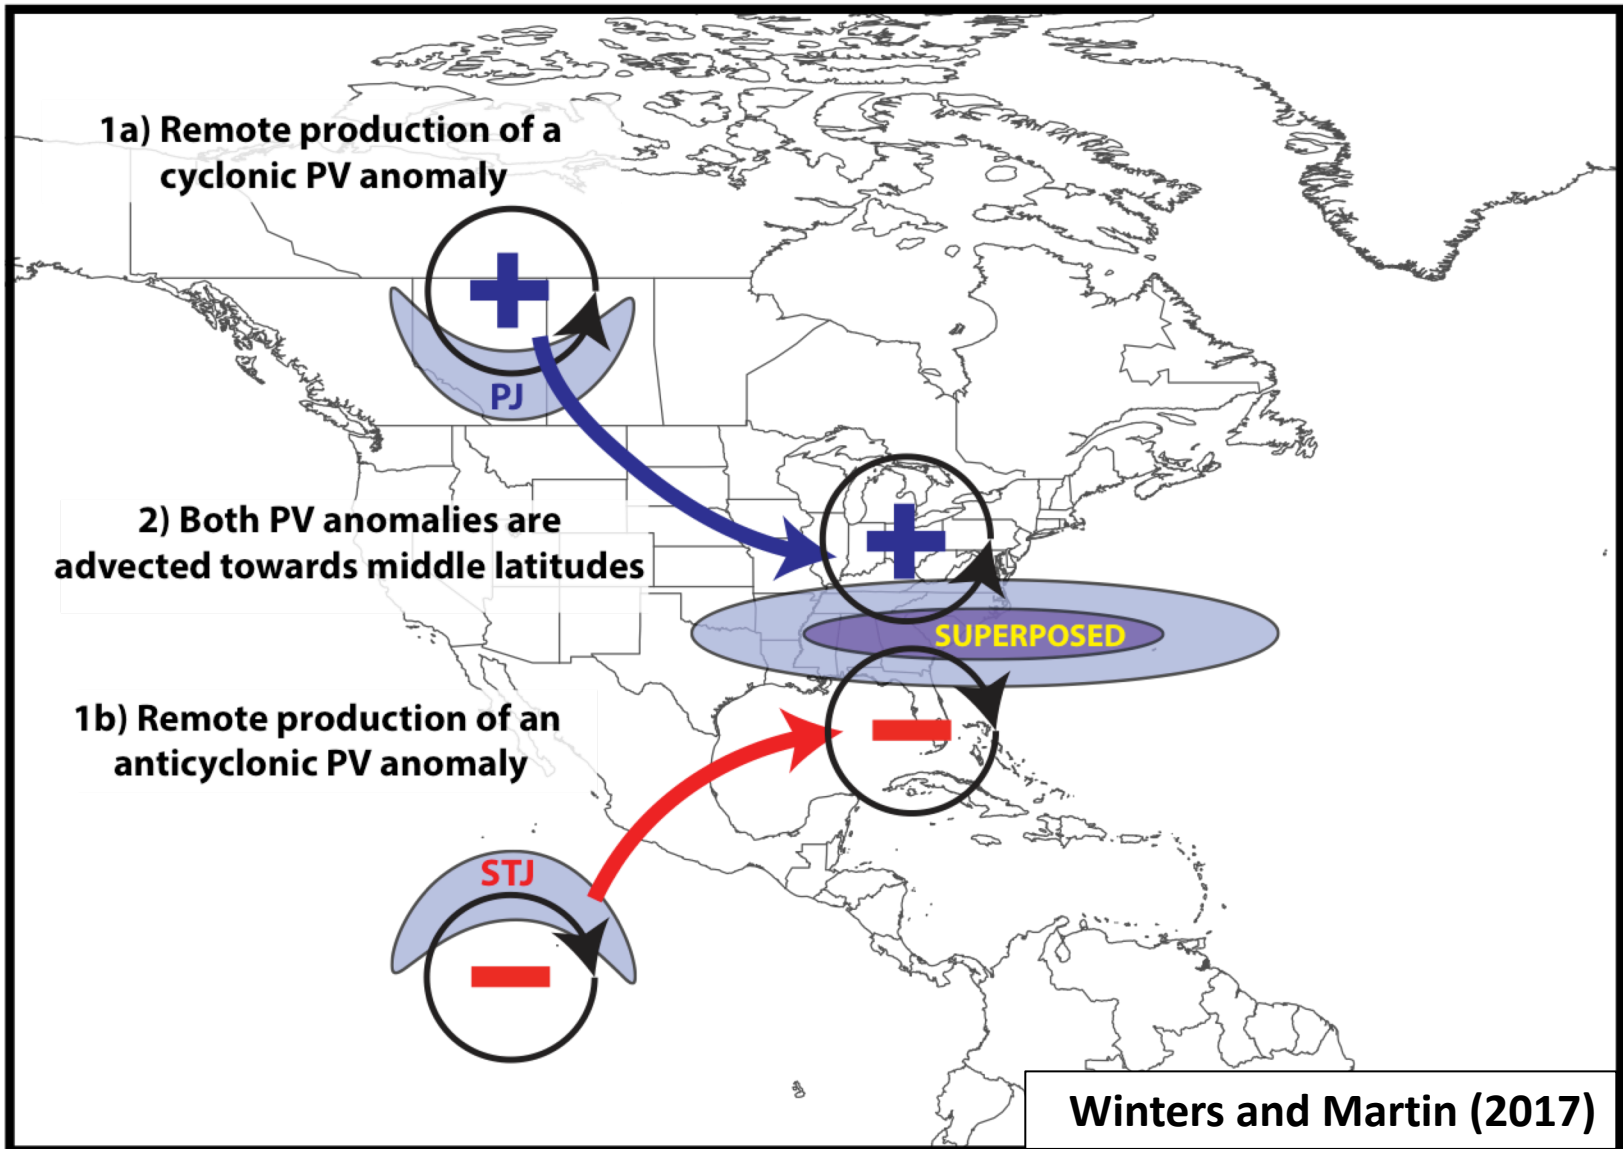 1a) Remote production of a
cyclonic PV anomaly
PJ
2) Both PV anomalies are
advected towards middle latitudes
SUPERPOSED
1b) Remote production of an
anticyclonic PV anomaly
STJ
Winters and Martin (2017)